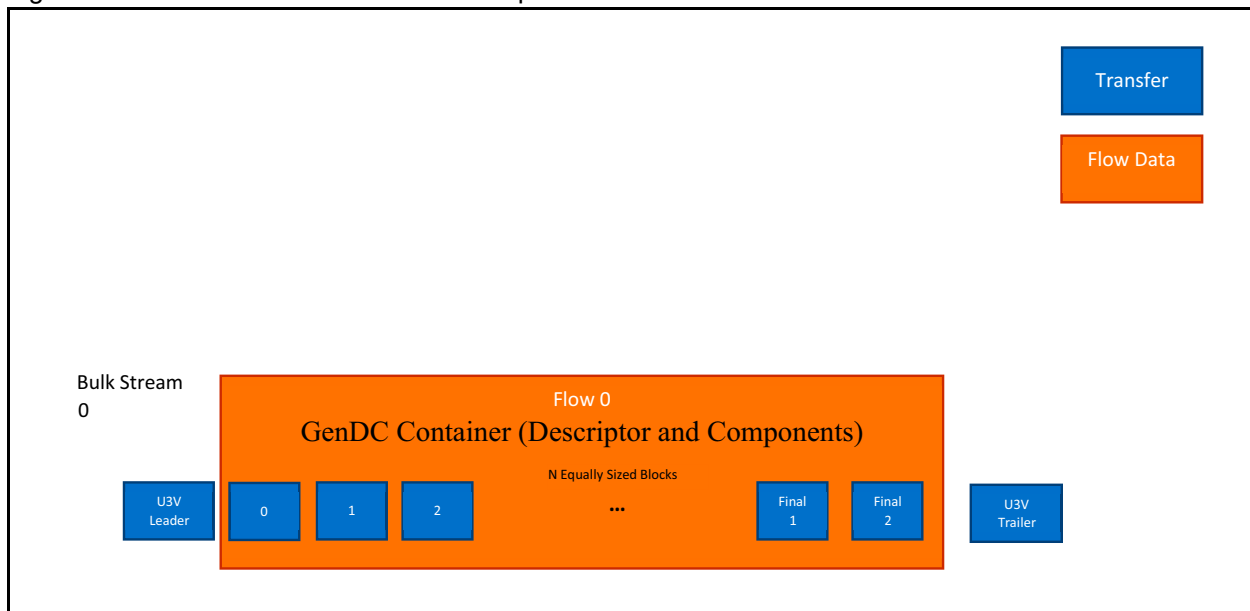 Transfer
Flow Data
Bulk Stream
0
Flow 0
GenDC Container (Descriptor and Components)
N Equally Sized Blocks
U3V
Leader
0
1
2
...
Final
1
Final
2
U3V
Trailer